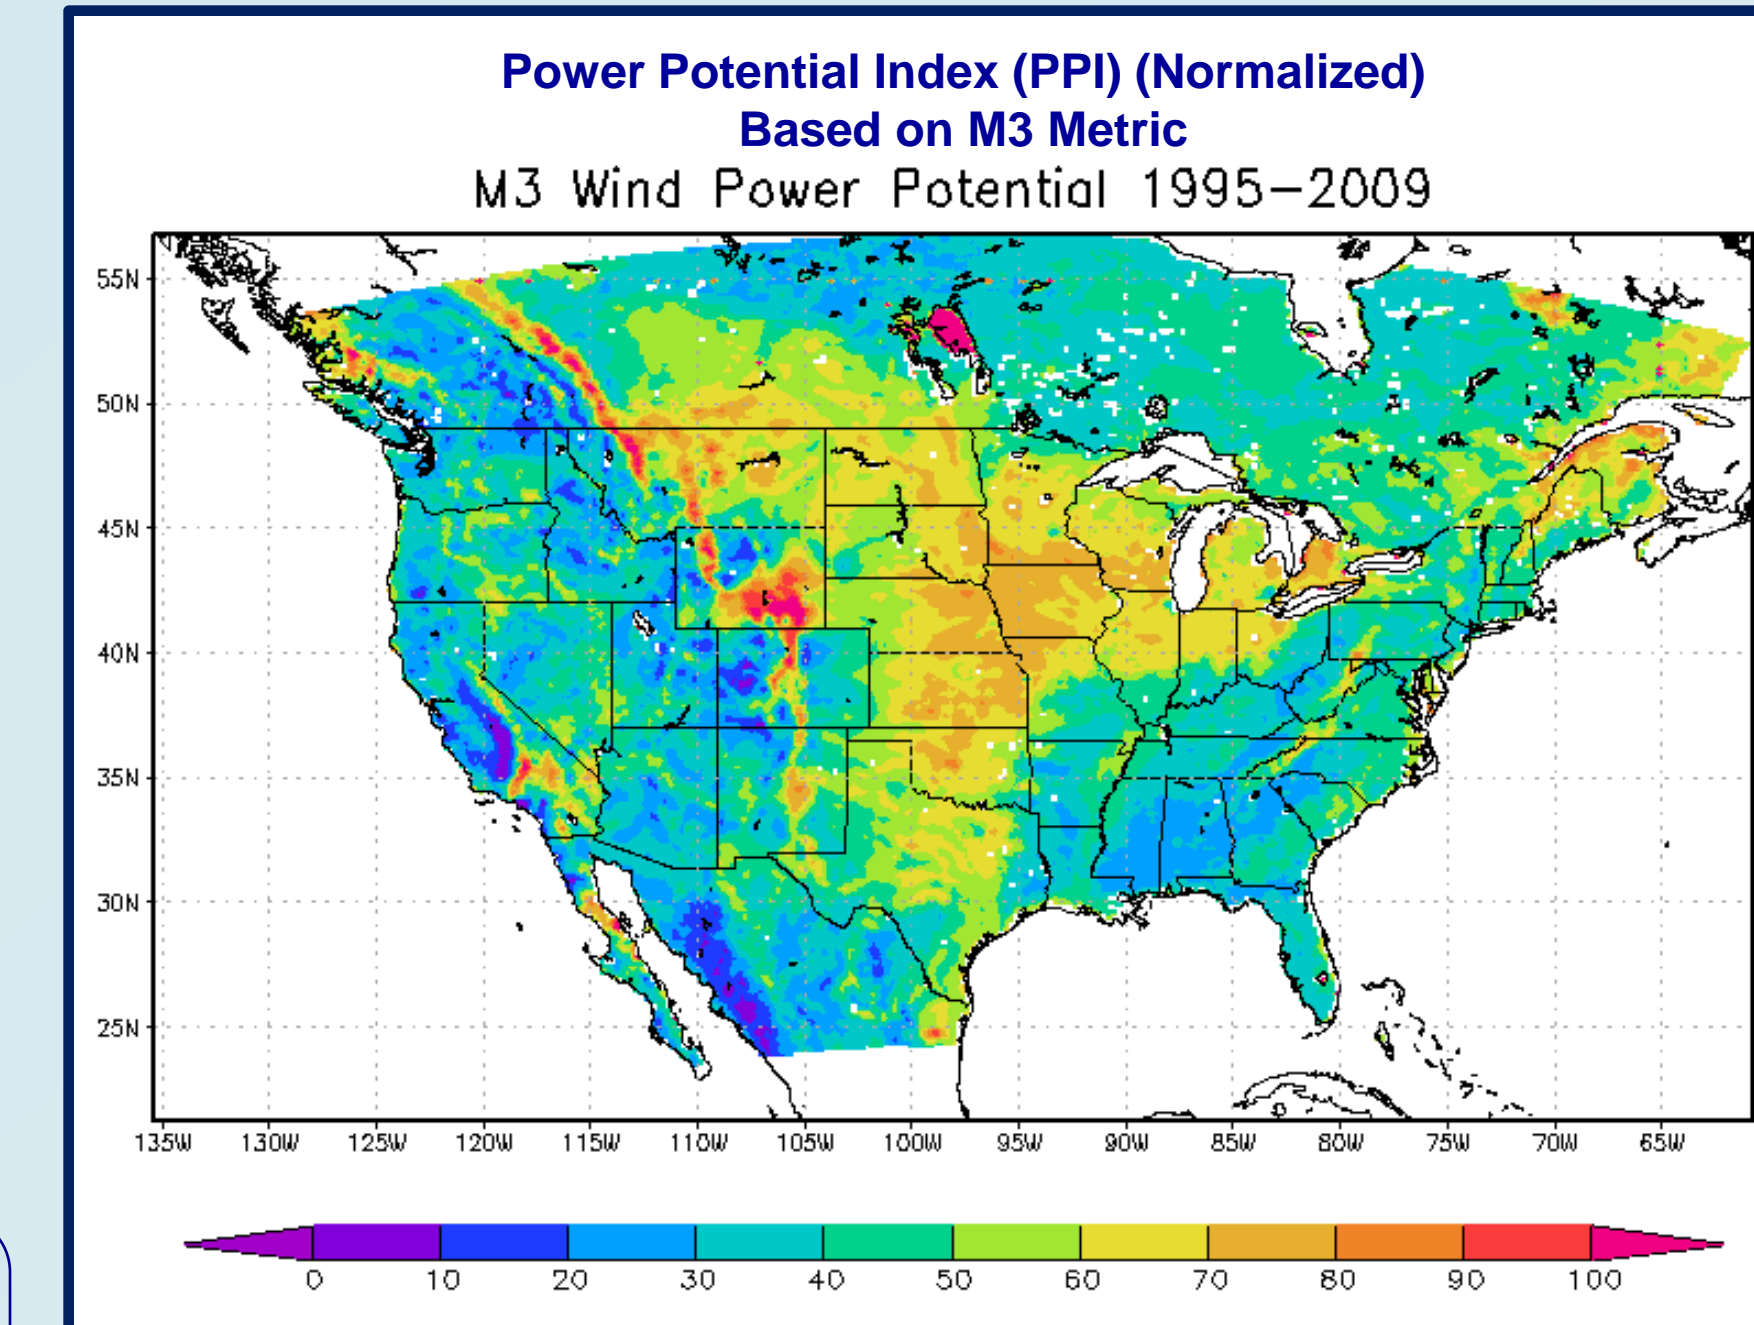 Power Potential Index (PPI) (Normalized)
Based on M3 Metric
M3 Wind Power Potential 1995-2009
55N
50N
45N
40N
35N
30N
25N
135W 130W 125W 120W 115W 110W 105W 100W 95W 90W 85W 80W 75W 70W 65W
0 10 20 30 40 50 60 70 80 90 100